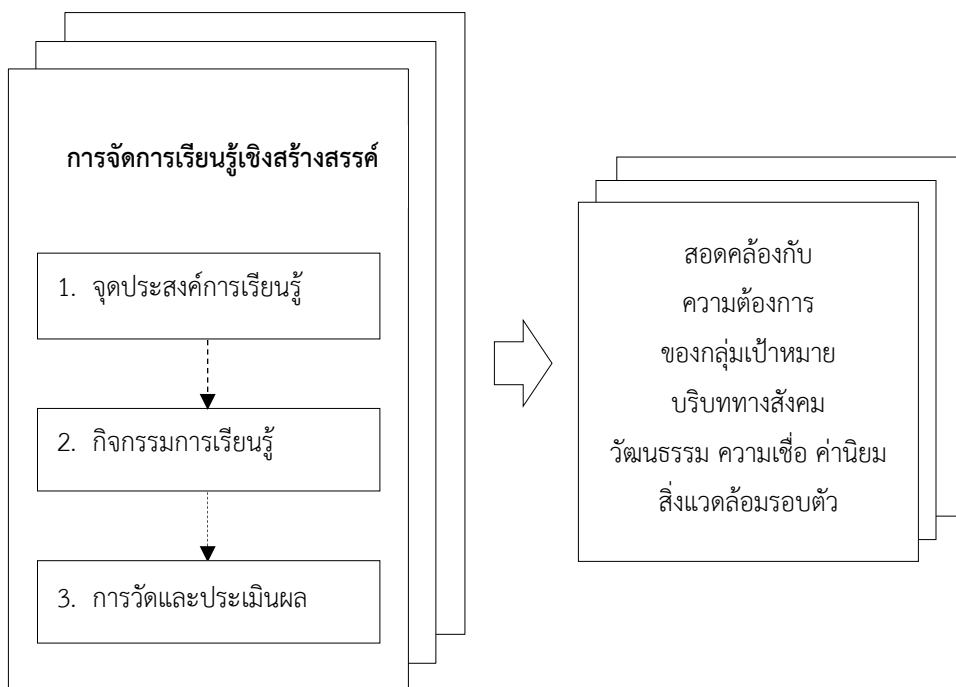 การจัดการเรียนรู้เชิงสร้างสรรค์
1. จุดประสงค์การเรียนรู้
2. กิจกรรมการเรียนรู้
3. การวัดและประเมินผล
สอดคล้องกับ
ความต้องการ
ของกลุ่มเป้าหมาย
บริบททางสังคม
วัฒนธรรม ความเชื่อ ค่านิยม
สิ่งแวดล้อมรอบตัว